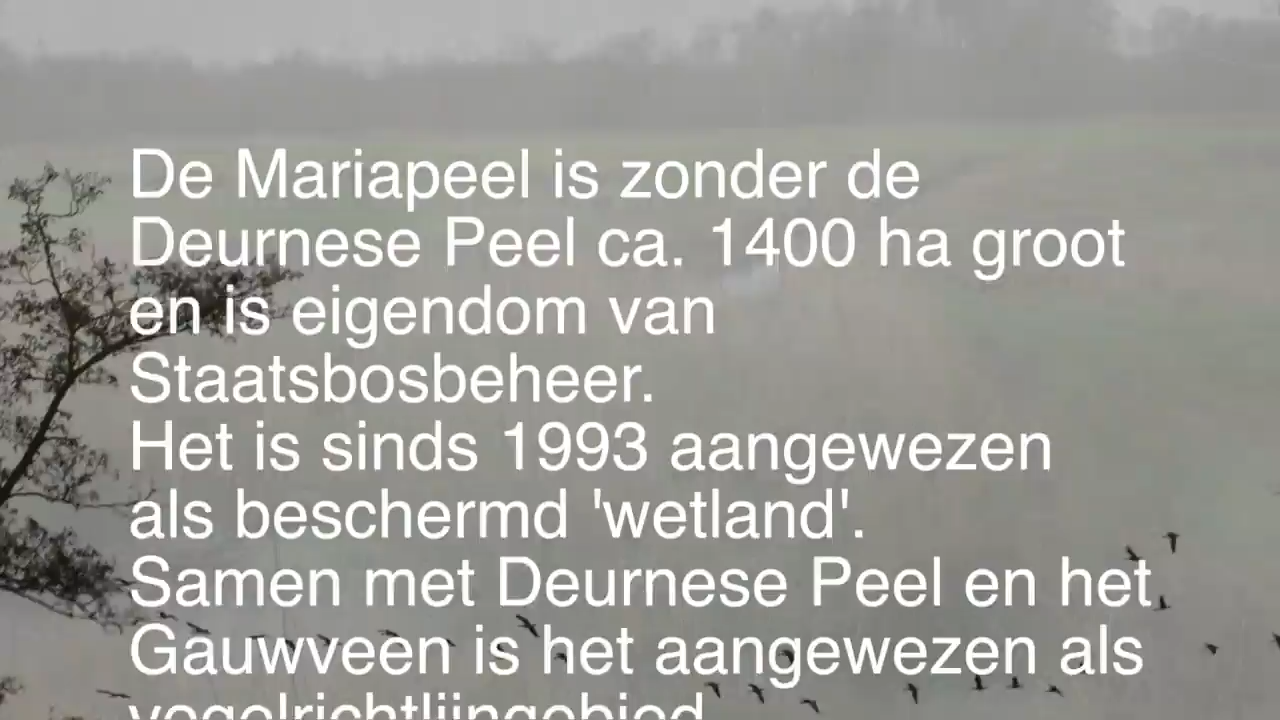 De Mariapeel is zonder de
Deurnese Peel ca. 1400 ha groot
en is eigendom van
Staatsbosbeheer.
Het is sinds 1993 aangewezen
als beschermd 'wetland'.
Samen met Deurnese Peel en het
Gauwveen is het aangewezen als
vogelrichtlijngebied